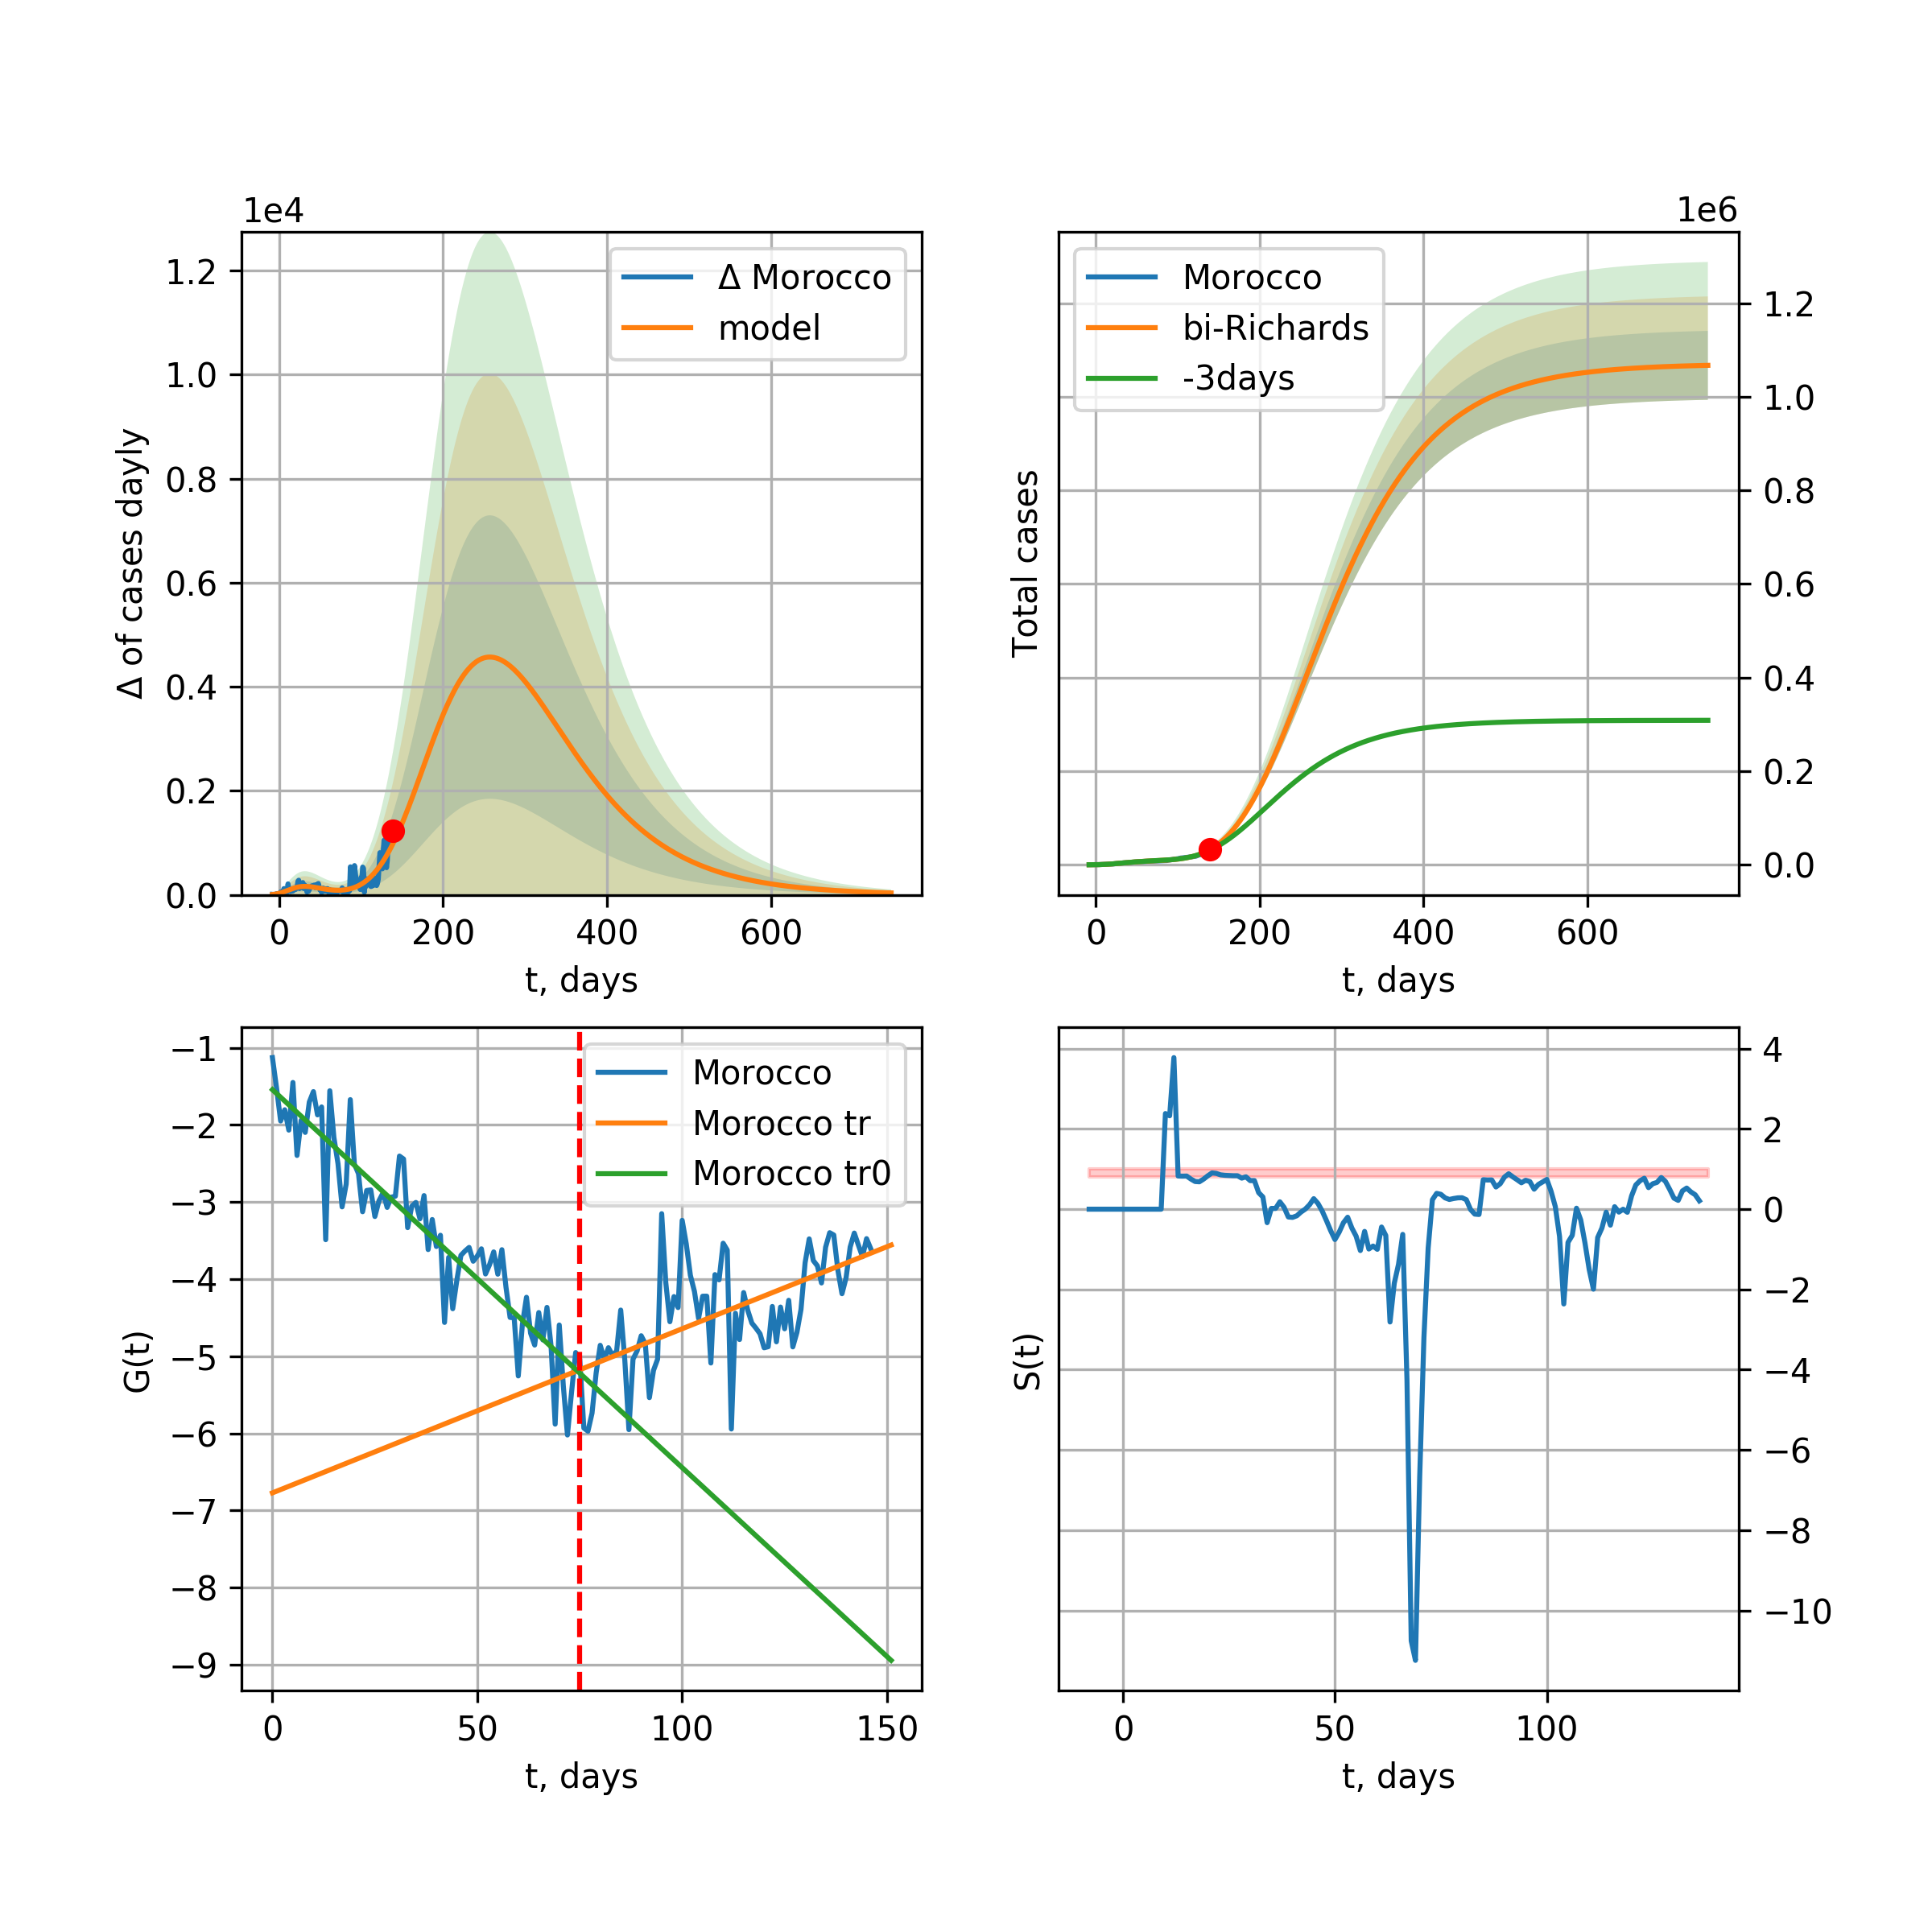 1e4
Δ of cases dayly
1.2
1.0
0.8
0.6
0.4
0.2
0.0
Δ Morocco
model
0 200 400 600
t, days
1e6
Total cases
Morocco
bi-Richards
-3days
1.2
1.0
0.8
0.6
0.4
0.2
0.0
0 200 400 600
t, days
G(t)
−1
−2
−3
−4
−5
−6
−7
−8
−9
Morocco
Morocco tr
Morocco tr0
0 50 100 150
t, days
S(t)
4
2
0
−2
−4
−6
−8
−10
0 50 100
t, days